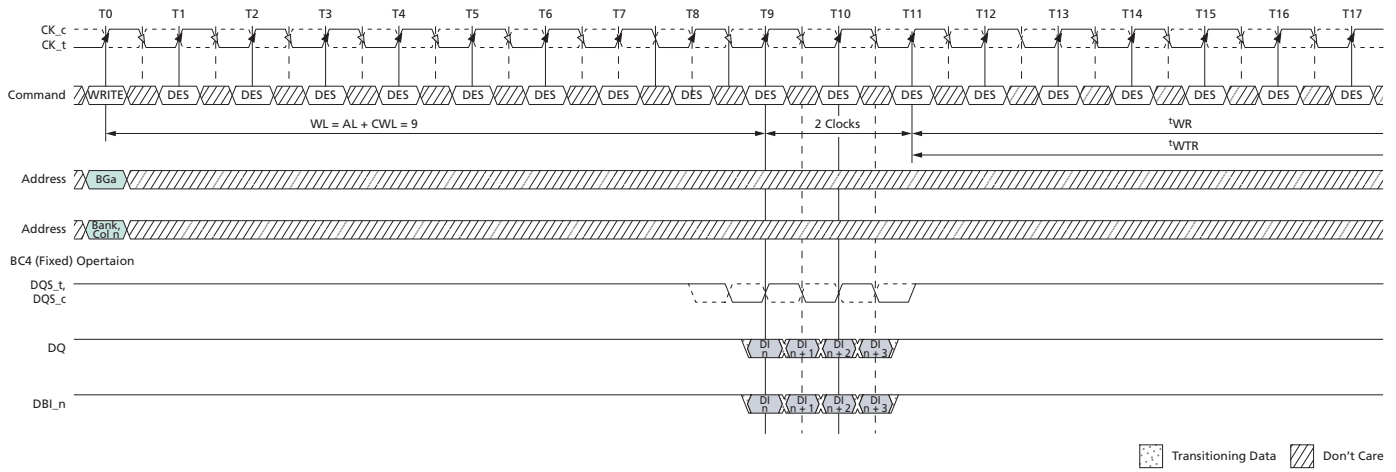 T0 T1 T2 T3 T4 T5 T6 T7 T8 T9 T10 T11 T12 T13 T14 T15 T16 T17
CK_c
CK_t
Command WRITE DES DES DES DES DES DES DES DES DES DES DES DES DES DES DES DES DES
WL = AL + CWL = 9 2 Clocks tWR
tWTR
Address BGa
Address Bank, Col n
BC4 (Fixed) Opertaion
DQS_t,
DQS_c
DQ DI n DI n + 1 DI n + 2 DI n + 3
DBI_n DI n DI n + 1 DI n + 2 DI n + 3
Transitioning Data Don't Care